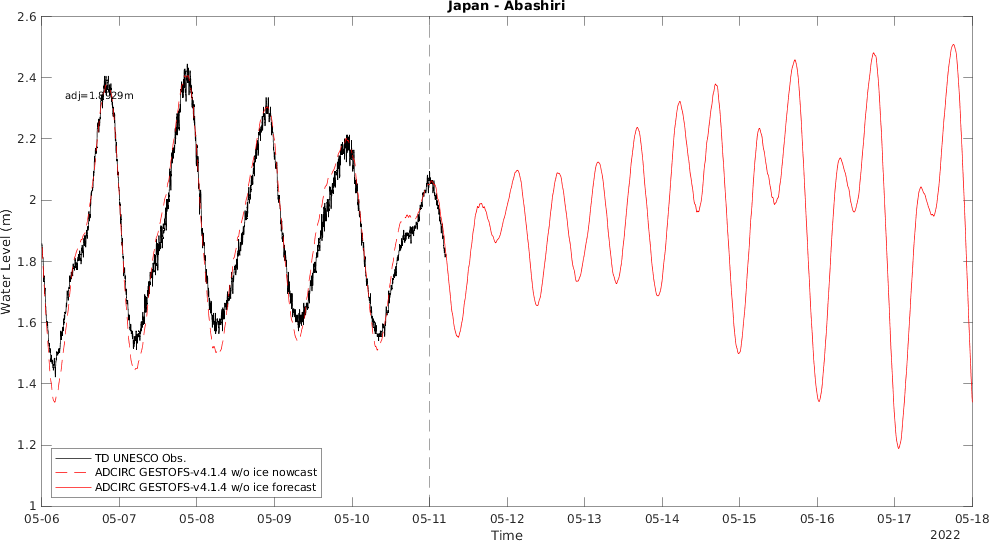 Japan - Abashiri
2.6
2.4
2.2
2
1.8
1.6
1.4
1.2
1
Water Level (m)
adj=1.8929m
TD UNESCO Obs.
ADCIRC GESTOFS-v4.1.4 w/o ice nowcast
ADCIRC GESTOFS-v4.1.4 w/o ice forecast
05-06 05-07 05-08 05-09 05-10 05-11 05-12 05-13 05-14 05-15 05-16 05-17 05-18
Time
2022